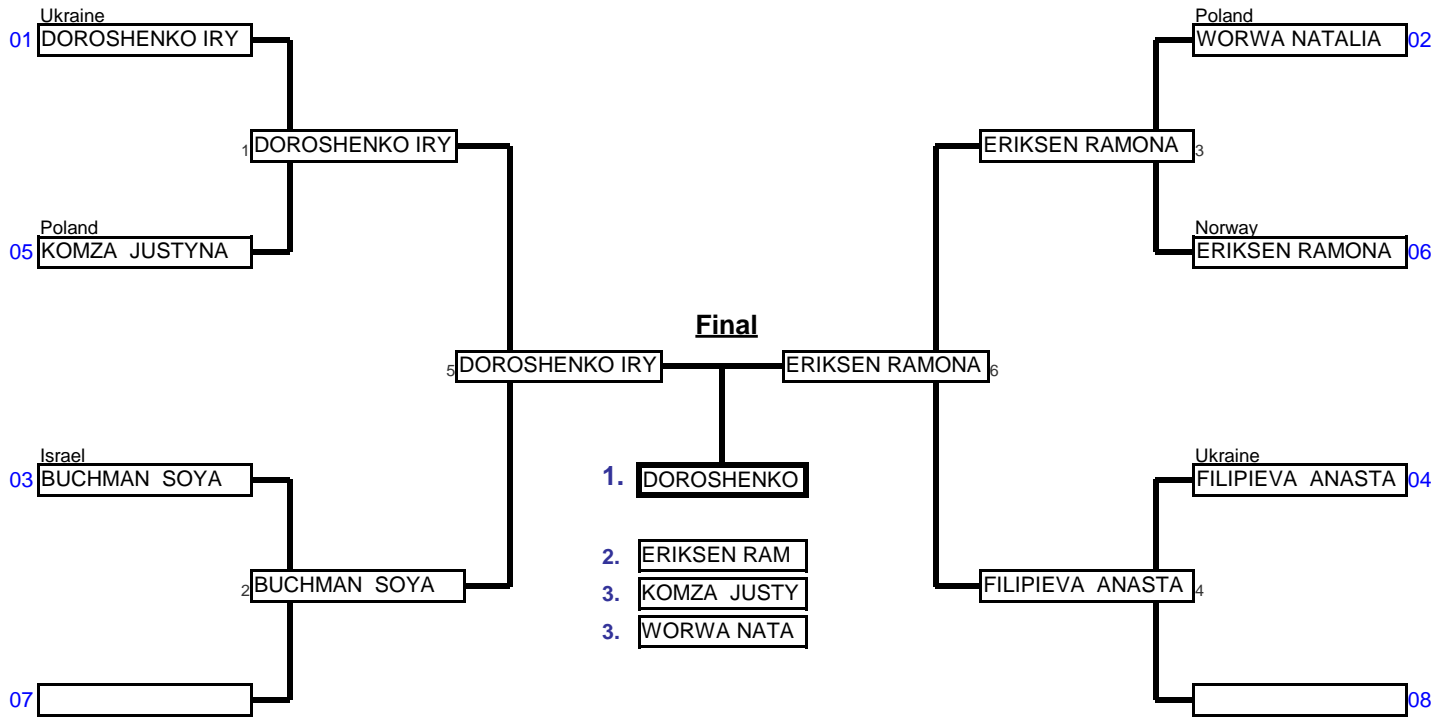 Ukraine
01 DOROSHENKO IRY
Poland
WORWA NATALIA 02
1 DOROSHENKO IRY
ERIKSEN RAMONA 3
Poland
05 KOMZA  JUSTYNA
Norway
ERIKSEN RAMONA 06
Final
5 DOROSHENKO IRY
ERIKSEN RAMONA 6
Israel
03 BUCHMAN  SOYA
1. DOROSHENKO
Ukraine
FILIPIEVA  ANASTA 04
2. ERIKSEN RAM
2 BUCHMAN  SOYA
3. KOMZA  JUSTY
FILIPIEVA  ANASTA 4
3. WORWA NATA
07
08